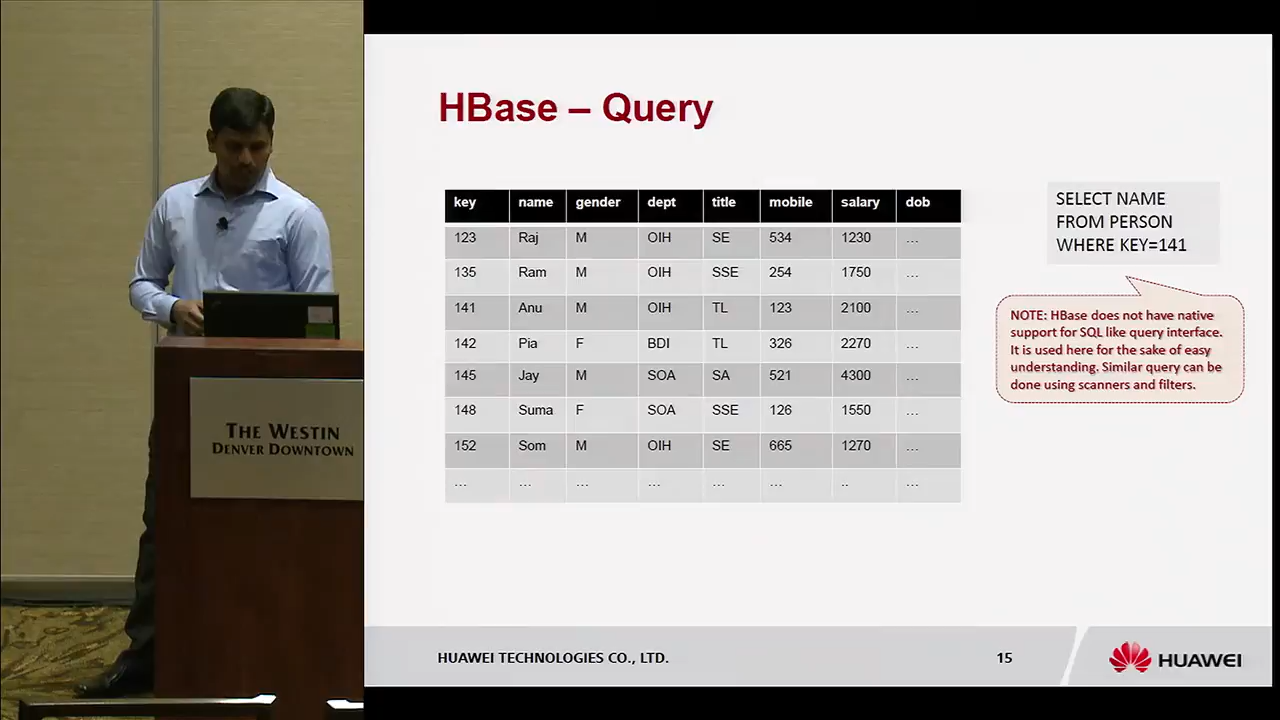 HBase – Query
key name gender dept title mobile salary dob
123 Raj M OIH SE 534 1230 ...
135 Ram M OIH SSE 254 1750 ...
141 Anu M OIH TL 123 2100 ...
142 Pia F BDI TL 326 2270 ...
145 Jay M SOA SA 521 4300 ...
148 Suma F SOA SSE 126 1550 ...
152 Som M OIH SE 665 1270 ...
... ... ... ... ... ... .. ...
SELECT NAME
FROM PERSON
WHERE KEY=141
NOTE: HBase does not have native
support for SQL like query interface.
It is used here for the sake of easy
understanding. Similar query can be
done using scanners and filters.
THE WESTIN
DENVER DOWNTOWN
HUAWEI TECHNOLOGIES CO., LTD.
15
HUAWEI